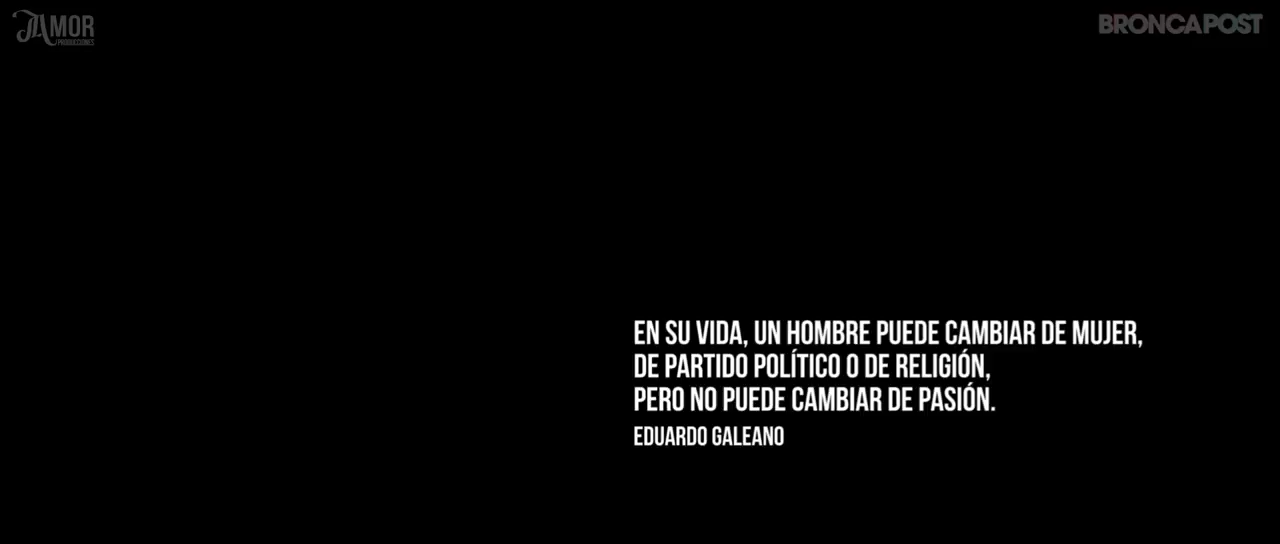 AMOR
PRODUCCIONES
BRONCAPOST
EN SU VIDA, UN HOMBRE PUEDE CAMBIAR DE MUJER,
DE PARTIDO POLÍTICO O DE RELIGIÓN,
PERO NO PUEDE CAMBIAR DE PASIÓN.
EDUARDO GALEANO